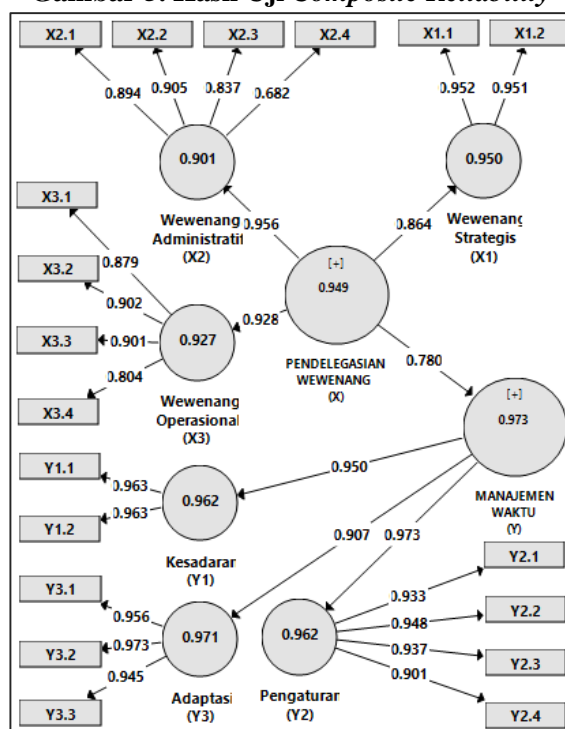 Gambar 3. Hasil Uji Composite Reliability
X2.1 X2.2 X2.3 X2.4 X1.1 X1.2
0.894 0.905 0.837 0.682 0.952 0.951
0.901 0.950
X3.1
Wewenang
Administratif
(X2)
Wewenang
Strategis
(X1)
0.956 0.864
X3.2
0.879
0.902
[+]
0.949
X3.3
0.901
0.927
0.928
0.804
PENDELEGASIAN
WEWENANG
(X)
0.780
X3.4
Wewenang
Operasional
(X3)
[+]
0.973
Y1.1
0.963
0.962
0.950
MANAJEMEN
WAKTU
(Y)
Y1.2
0.963
Kesadaran
(Y1)
0.907 0.973
Y2.1
Y3.1
0.956
0.933
Y2.2
0.971
0.962
0.948
Y3.2
0.973
0.937
Y2.3
0.945
0.901
Y3.3
Adaptasi
(Y3)
Pengaturan
(Y2)
Y2.4